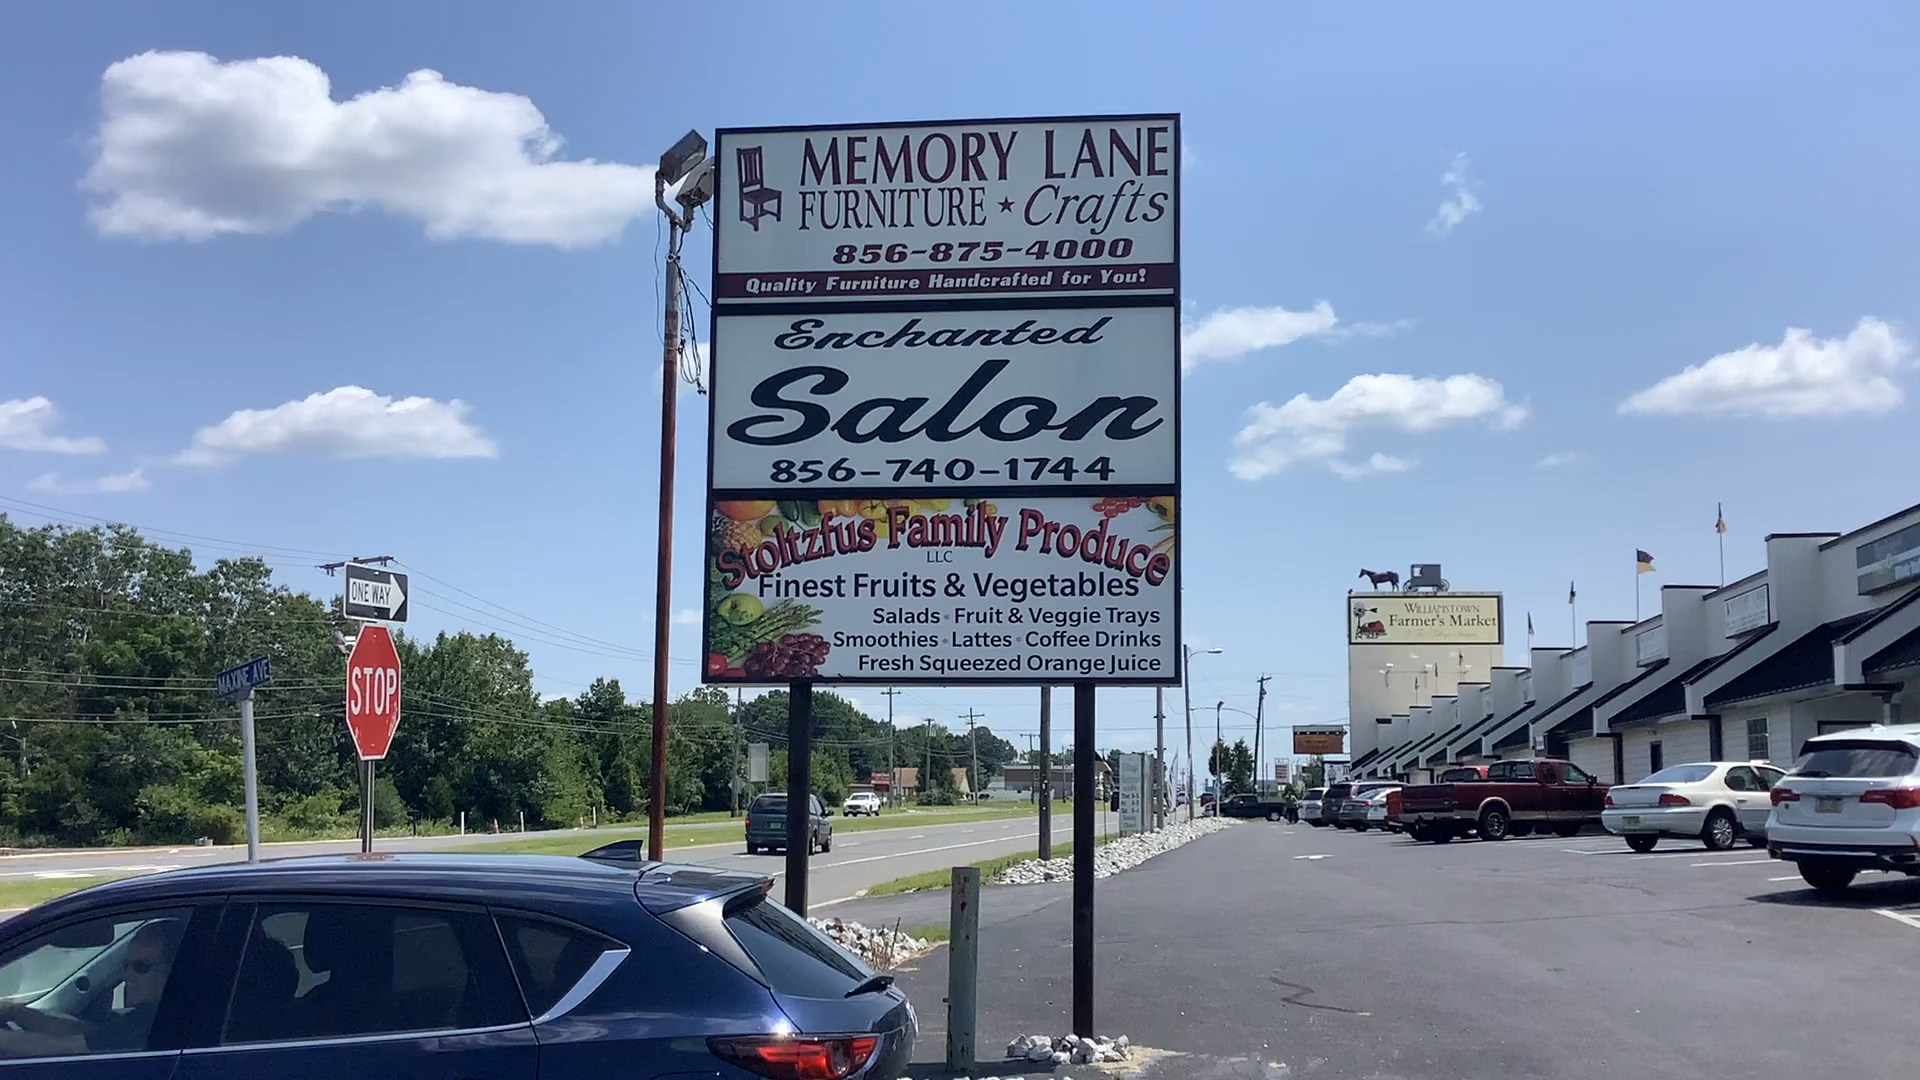 MEMORY LANE
FURNITURE ★ Crafts
856-875-4000
Quality Furniture Handcrafted for You!
Enchanted
Salon
856-740-1744
Stoltzfus Family Produce
LLC
Finest Fruits & Vegetables
Salads • Fruit & Veggie Trays
Smoothies • Lattes • Coffee Drinks
Fresh Squeezed Orange Juice
ONE WAY
STOP
MAXINE AVE
WILLIAMSTOWN
Farmer's Market